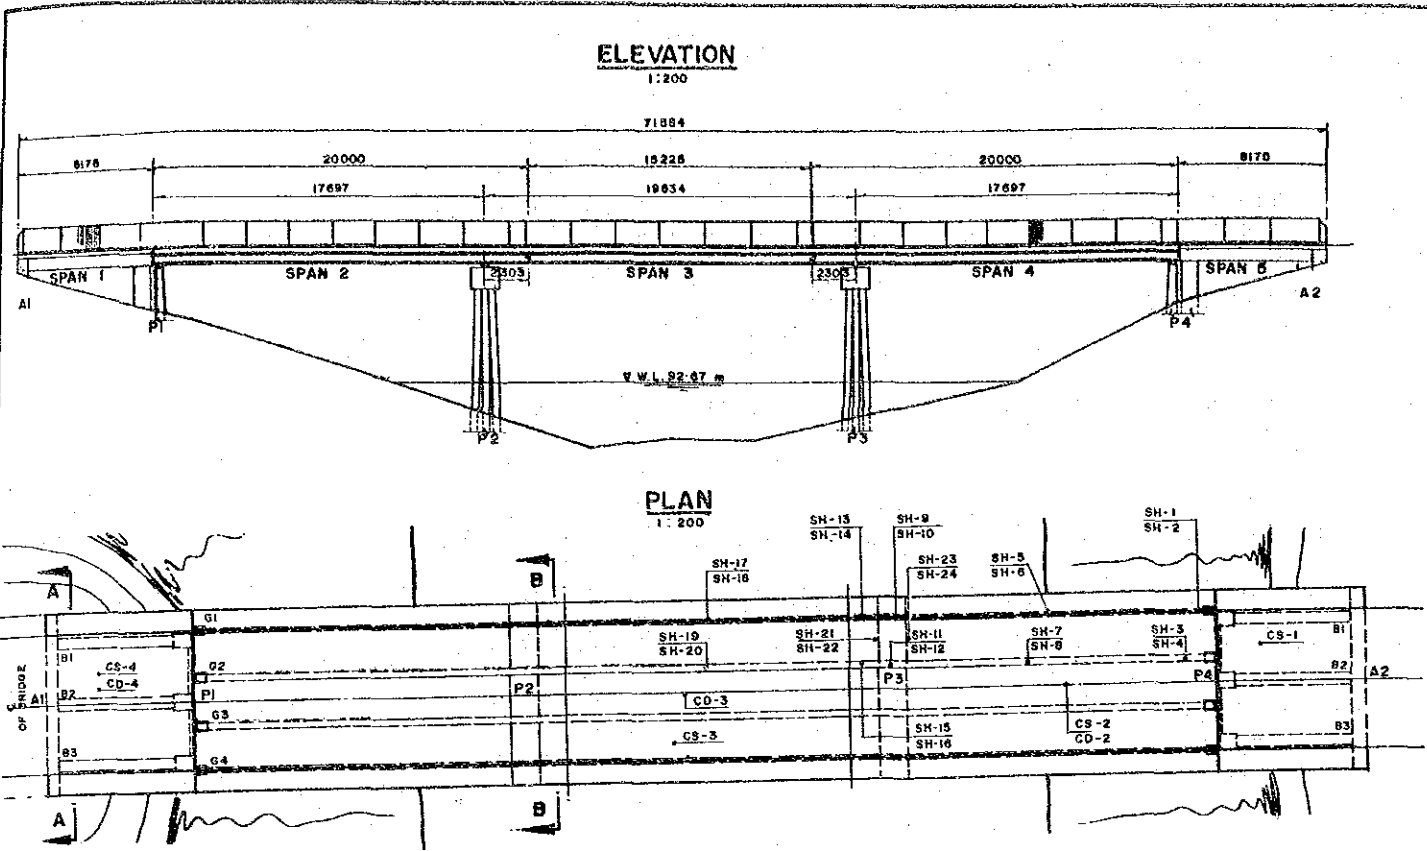 ELEVATION
1:200
20000
20000
17697
19634
17697
SPAN 1
SPAN 2
2303
SPAN 3
2303
SPAN 4
SPAN 5
A1
A2
P1
P4
W.L. 92.67 m
P2
P3
PLAN
1:200
SH-13
SH-14
SH-9
SH-10
SH-1
SH-2
SH-17
SH-18
SH-23
SH-24
SH-5
SH-6
A
B
G1
B1
SH-19
SH-20
SH-21
SH-22
SH-11
SH-12
SH-7
SH-8
SH-3
SH-4
B1
CS-1
CS-4
CD-4
G2
B2
A1
B2
P1
P2
P3
P4
A2
CD-3
G3
CS-2
CD-2
B3
CS-3
SH-15
SH-16
B3
G4
OF BRIDGE
A
B